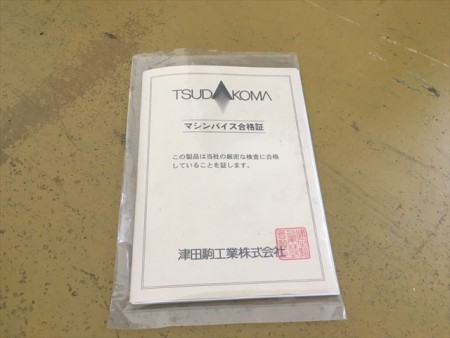 TSUDAKOMA
マシンバイス合格証
この製品は当社の厳密な検査に合格
していることを証します。
津田駒工業株式会社